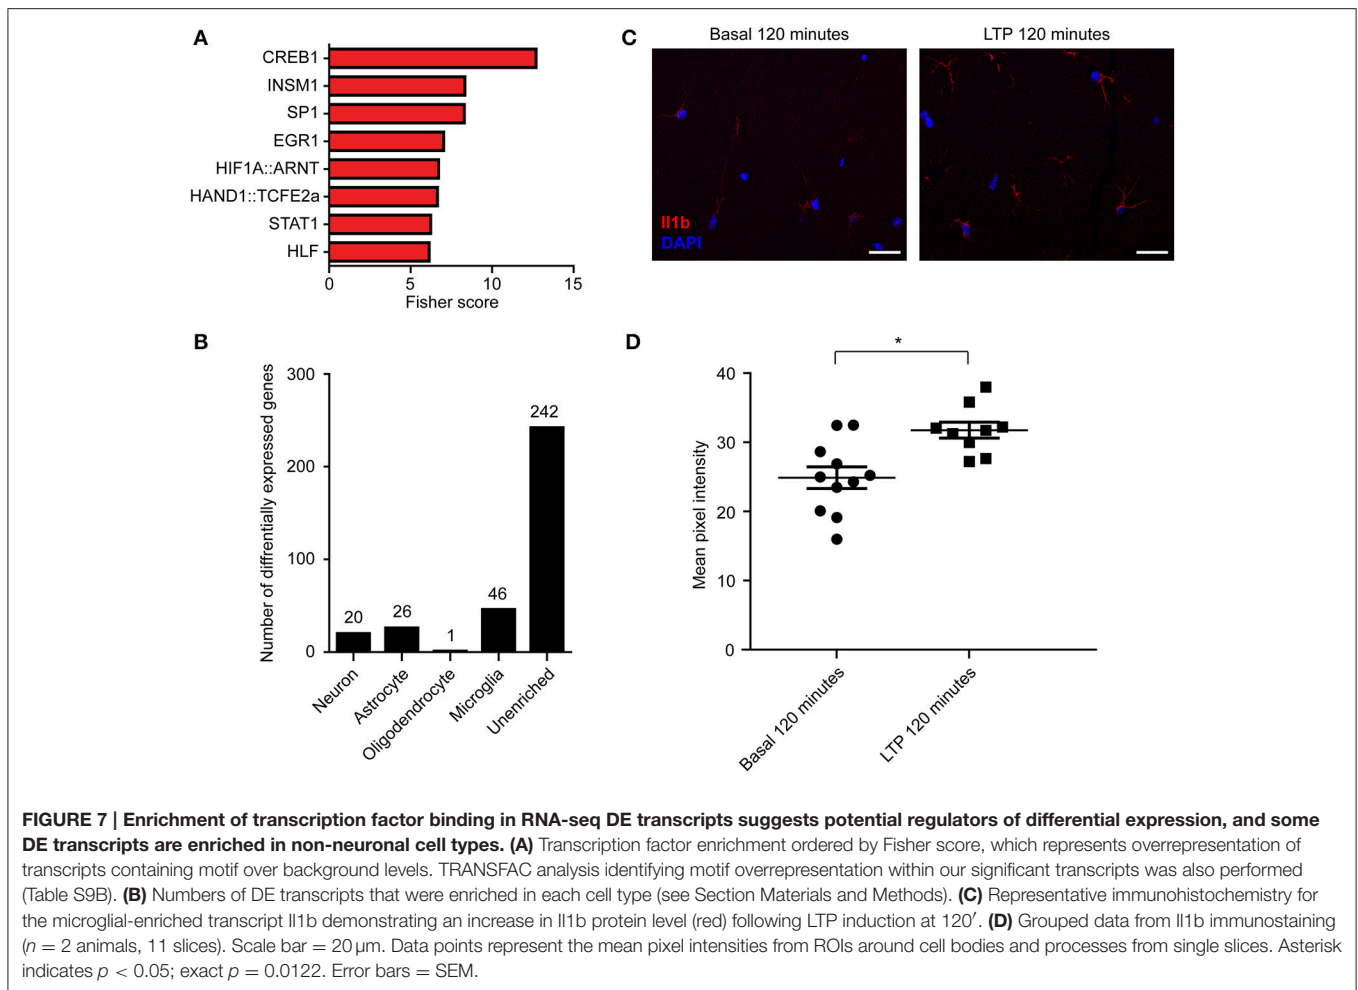 A
CREB1
INSM1
SP1
EGR1
HIF1A::ARNT
HAND1::TCFE2a
STAT1
HLF
0 5 10 15
Fisher score
C
Basal 120 minutes LTP 120 minutes
Il1b
DAPI
B
Number of diffrentially expressed genes
300
200
100
0
20 26 1 46 242
Neuron
Astrocyte
Oligodendrocyte
Microglia
Unenriched
D
*
Mean pixel intensity
40
30
20
10
0
Basal 120 minutes
LTP 120 minutes
FIGURE 7 | Enrichment of transcription factor binding in RNA-seq DE transcripts suggests potential regulators of differential expression, and some
DE transcripts are enriched in non-neuronal cell types. (A) Transcription factor enrichment ordered by Fisher score, which represents overrepresentation of
transcripts containing motif over background levels. TRANSFAC analysis identifying motif overrepresentation within our significant transcripts was also performed
(Table S9B). (B) Numbers of DE transcripts that were enriched in each cell type (see Section Materials and Methods). (C) Representative immunohistochemistry for
the microglial-enriched transcript Il1b demonstrating an increase in Il1b protein level (red) following LTP induction at 120′. (D) Grouped data from Il1b immunostaining
(n = 2 animals, 11 slices). Scale bar = 20 µm. Data points represent the mean pixel intensities from ROIs around cell bodies and processes from single slices. Asterisk
indicates p < 0.05; exact p = 0.0122. Error bars = SEM.